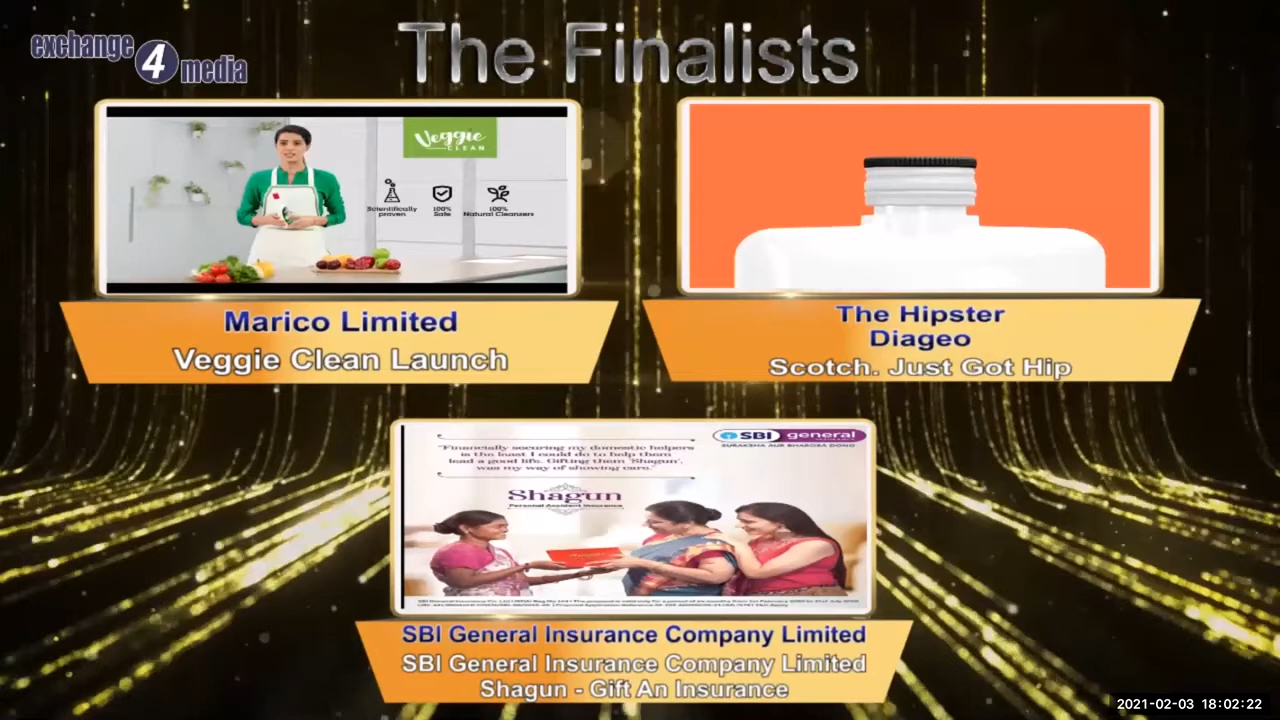 exchange
4
media
The Finalists
Veggie
CLEAN
Scientifically
proven
100%
Safe
100%
Natural Cleansers
Marico Limited
Veggie Clean Launch
The Hipster
Diageo
Scotch. Just Got Hip
SBI general
INSURANCE
SURAKSHA AUR BHAROSA DONO
"Financially securing my domestic helpers
is the least I could do to help them
lead a good life. Gifting them 'Shagun',
was my way of showing care."
Shagun
Personal Accident Insurance
SBI General Insurance Company Limited
SBI General Insurance Company Limited
Shagun - Gift An Insurance
2021-02-03 18:02:22